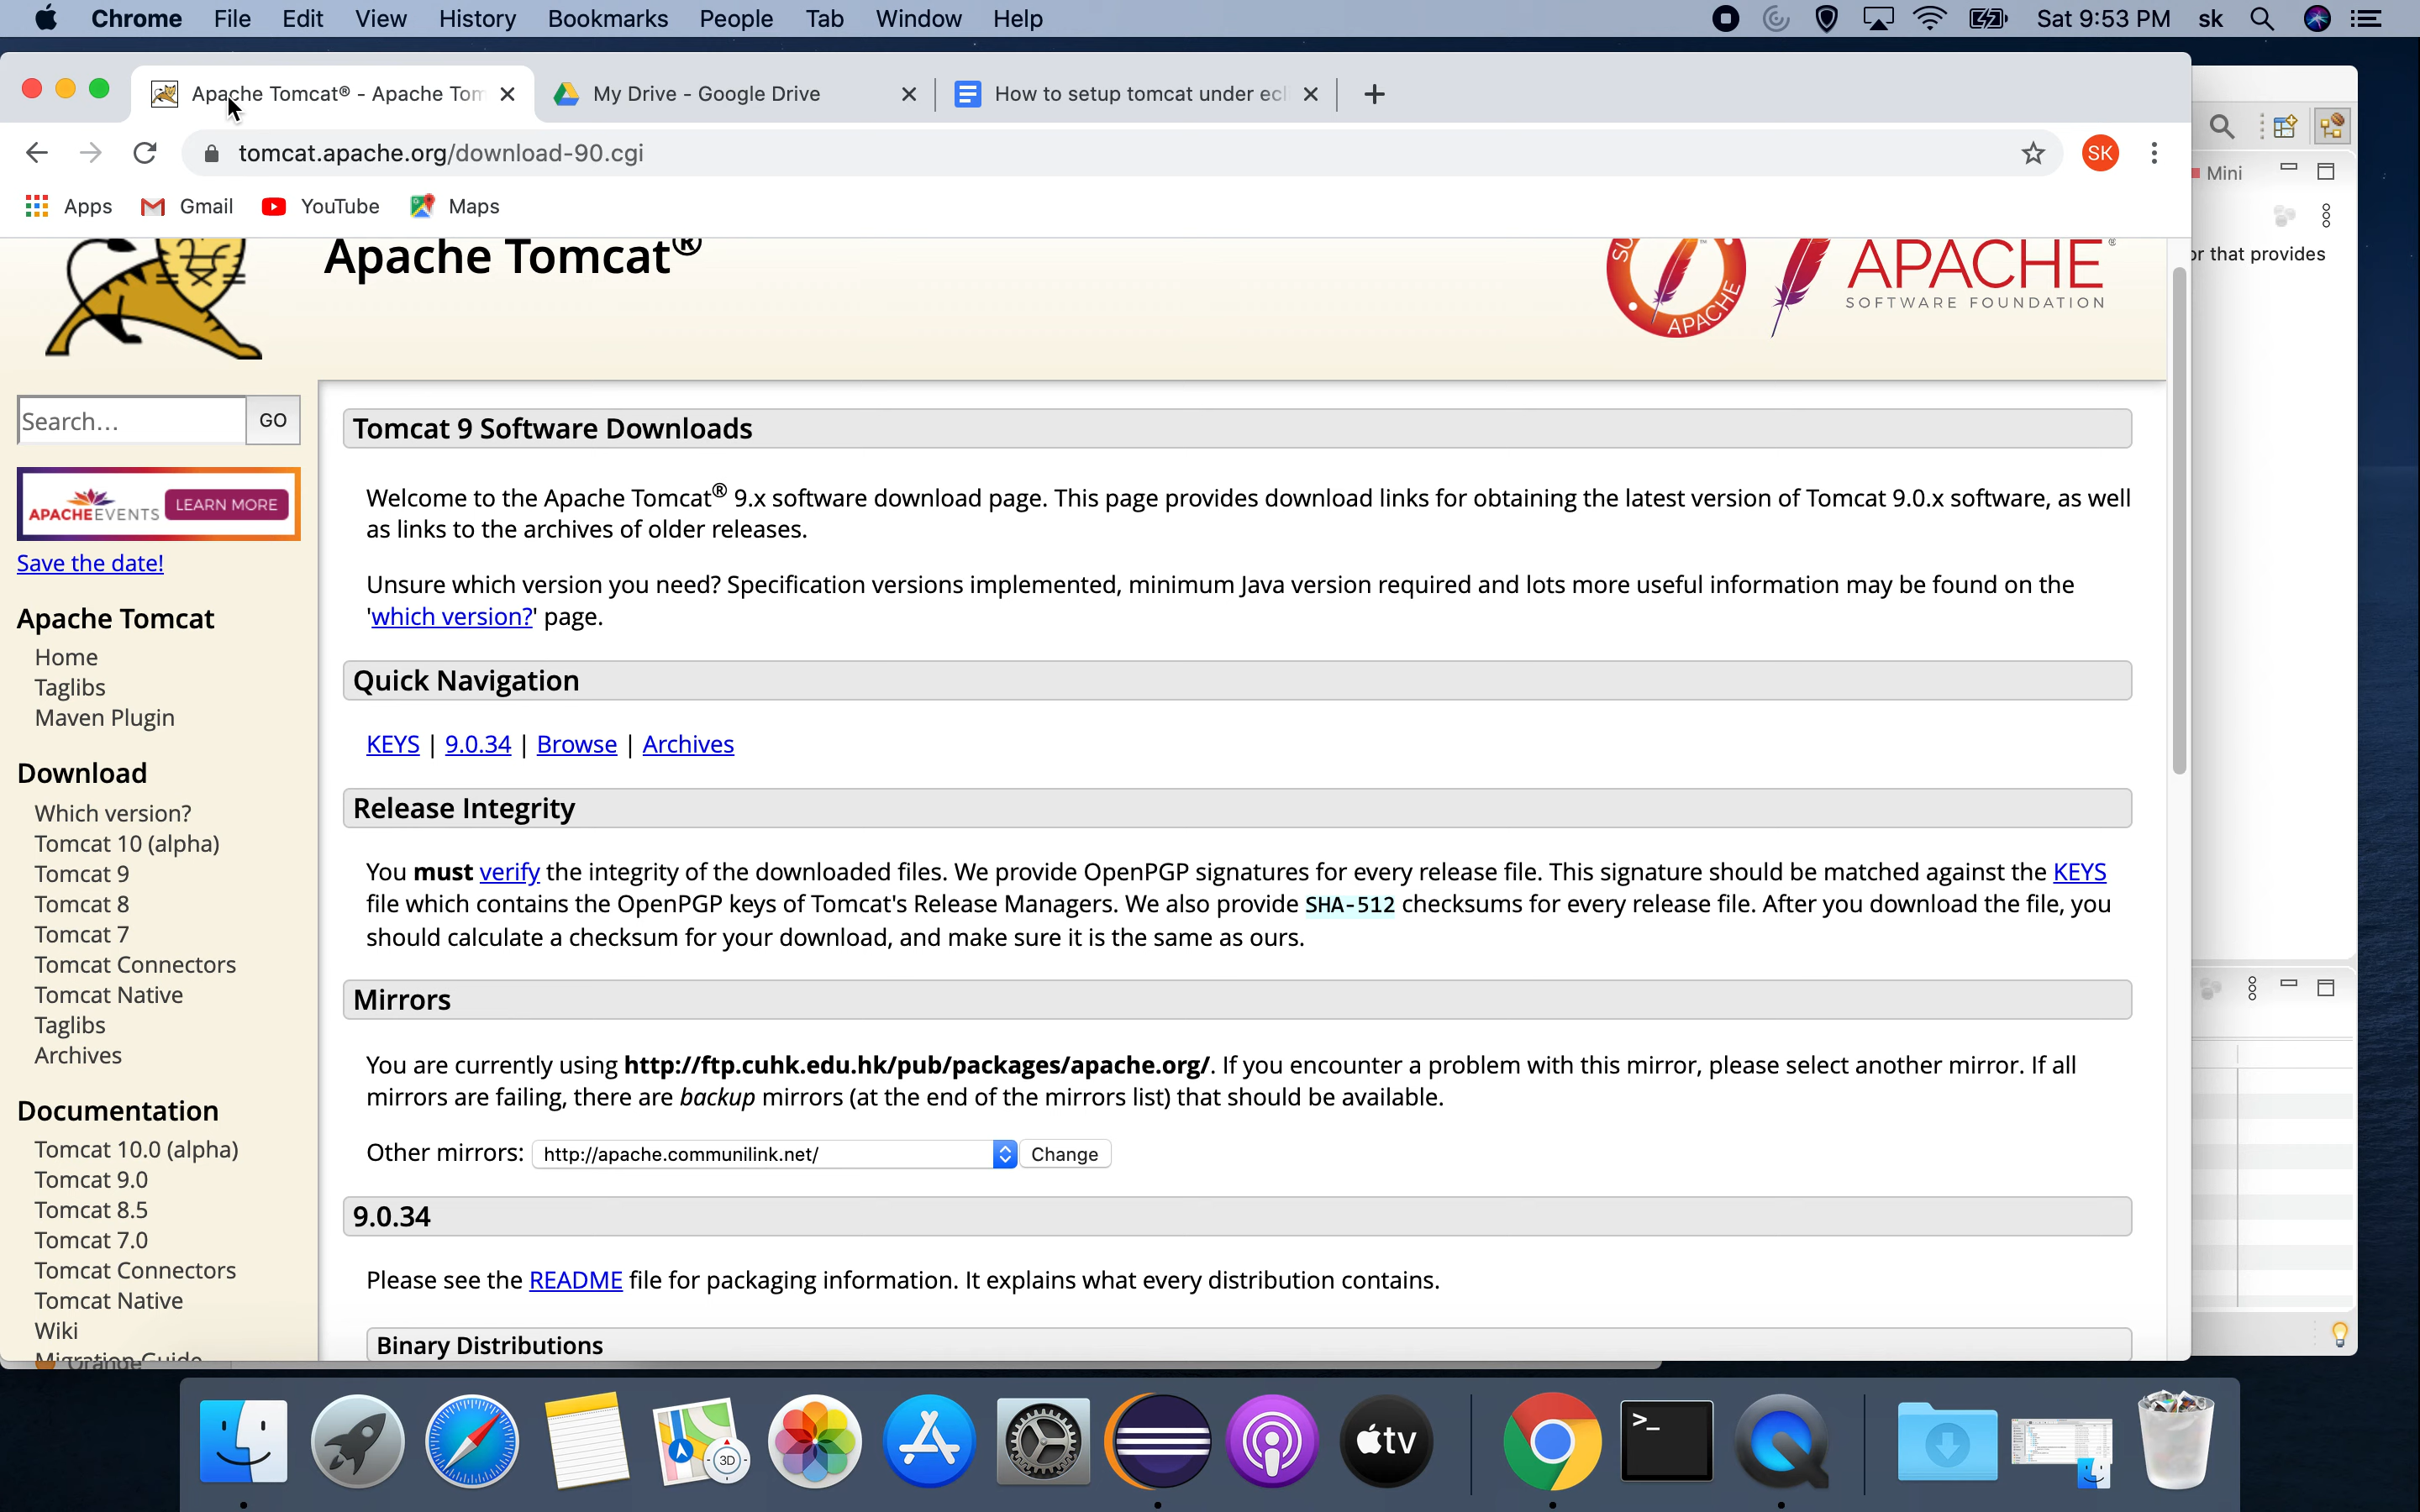 Chrome File Edit View History Bookmarks People Tab Window Help Sat 9:53 PM sk
Apache Tomcat® - Apache Tom My Drive - Google Drive How to setup tomcat under ecl
tomcat.apache.org/download-90.cgi SK
Apps Gmail YouTube Maps
Mini
or that provides
Apache Tomcat®
APACHE
APACHE®
SOFTWARE FOUNDATION
Search... GO
APACHEEVENTS LEARN MORE
Save the date!
Apache Tomcat
Home
Taglibs
Maven Plugin
Download
Which version?
Tomcat 10 (alpha)
Tomcat 9
Tomcat 8
Tomcat 7
Tomcat Connectors
Tomcat Native
Taglibs
Archives
Documentation
Tomcat 10.0 (alpha)
Tomcat 9.0
Tomcat 8.5
Tomcat 7.0
Tomcat Connectors
Tomcat Native
Wiki
Migration Guide
Orange
Tomcat 9 Software Downloads
Welcome to the Apache Tomcat® 9.x software download page. This page provides download links for obtaining the latest version of Tomcat 9.0.x software, as well
as links to the archives of older releases.
Unsure which version you need? Specification versions implemented, minimum Java version required and lots more useful information may be found on the
'which version?' page.
Quick Navigation
KEYS | 9.0.34 | Browse | Archives
Release Integrity
You must verify the integrity of the downloaded files. We provide OpenPGP signatures for every release file. This signature should be matched against the KEYS
file which contains the OpenPGP keys of Tomcat's Release Managers. We also provide SHA-512 checksums for every release file. After you download the file, you
should calculate a checksum for your download, and make sure it is the same as ours.
Mirrors
You are currently using http://ftp.cuhk.edu.hk/pub/packages/apache.org/. If you encounter a problem with this mirror, please select another mirror. If all
mirrors are failing, there are backup mirrors (at the end of the mirrors list) that should be available.
Other mirrors: http://apache.communilink.net/ Change
9.0.34
Please see the README file for packaging information. It explains what every distribution contains.
Binary Distributions
3D
tv
>_